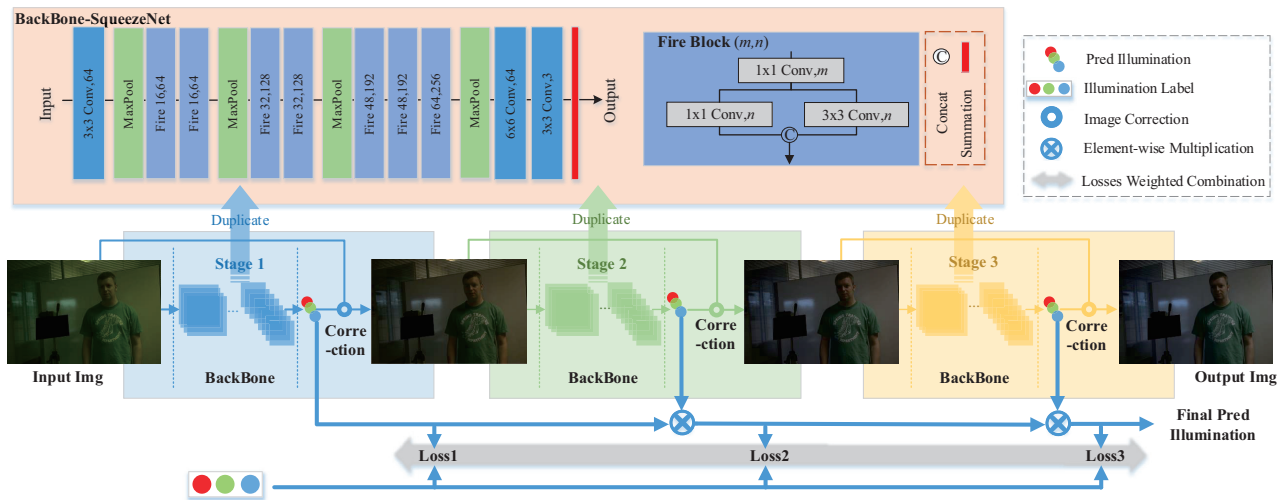 BackBone-SqueezeNet
Input
3x3 Conv,64
MaxPool
Fire 16,64
Fire 16,64
MaxPool
Fire 32,128
Fire 32,128
MaxPool
Fire 48,192
Fire 48,192
Fire 64,256
MaxPool
6x6 Conv,64
3x3 Conv,3
Output
Fire Block (m,n)
1x1 Conv,m
1x1 Conv,n
3x3 Conv,n
C
C
Concat
Summation
Pred Illumination
Illumination Label
Image Correction
Element-wise Multiplication
Losses Weighted Combination
Duplicate
Duplicate
Duplicate
Stage 1
Stage 2
Stage 3
Corre
-ction
Corre
-ction
Corre
-ction
Input Img
BackBone
BackBone
BackBone
Output Img
Final Pred
Illumination
Loss1
Loss2
Loss3